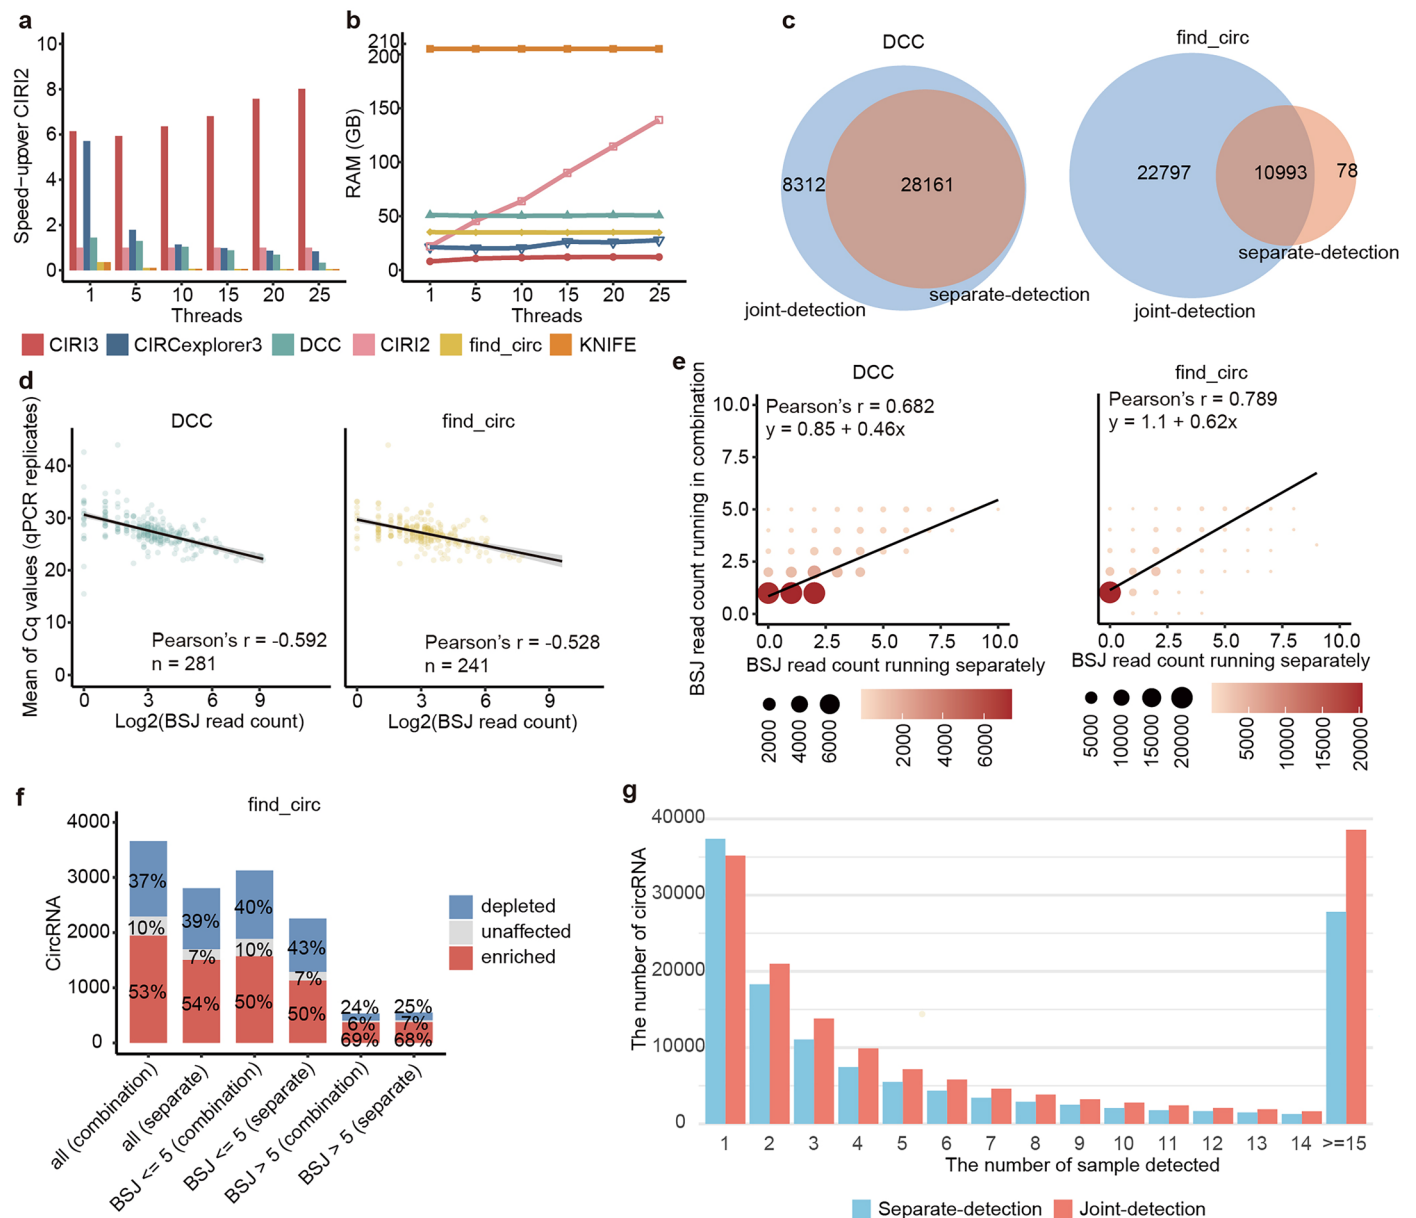 a
Speed-upver CIRI2
10
8
6
4
2
0
1 5 10 15 20 25
Threads
b
RAM (GB)
210
200
150
100
50
0
1 5 10 15 20 25
Threads
CIRI3 CIRCexplorer3 DCC CIRI2 find_circ KNIFE
c
DCC
8312
28161
separate-detection
joint-detection
find_circ
22797
10993
78
separate-detection
joint-detection
d
Mean of Cq values (qPCR replicates)
DCC
40
30
20
10
0
Pearson's r = -0.592
n = 281
0 3 6 9
Log2(BSJ read count)
find_circ
Pearson's r = -0.528
n = 241
0 3 6 9
Log2(BSJ read count)
e
BSJ read count running in combination
DCC
Pearson's r = 0.682
y = 0.85 + 0.46x
10.0
7.5
5.0
2.5
0.0
0.0 2.5 5.0 7.5 10.0
BSJ read count running separately
2000 4000 6000
2000 4000 6000
find_circ
Pearson's r = 0.789
y = 1.1 + 0.62x
0.0 2.5 5.0 7.5 10.0
BSJ read count running separately
5000 10000 15000 20000
5000 10000 15000 20000
f
find_circ
CircRNA
4000
3000
2000
1000
0
37%
10%
53%
39%
7%
54%
40%
10%
50%
43%
7%
50%
24%
6%
69%
25%
7%
68%
all (combination)
all (separate)
BSJ <= 5 (combination)
BSJ <= 5 (separate)
BSJ > 5 (combination)
BSJ > 5 (separate)
depleted
unaffected
enriched
g
The number of circRNA
40000
30000
20000
10000
0
1 2 3 4 5 6 7 8 9 10 11 12 13 14 >=15
The number of sample detected
Separate-detection Joint-detection